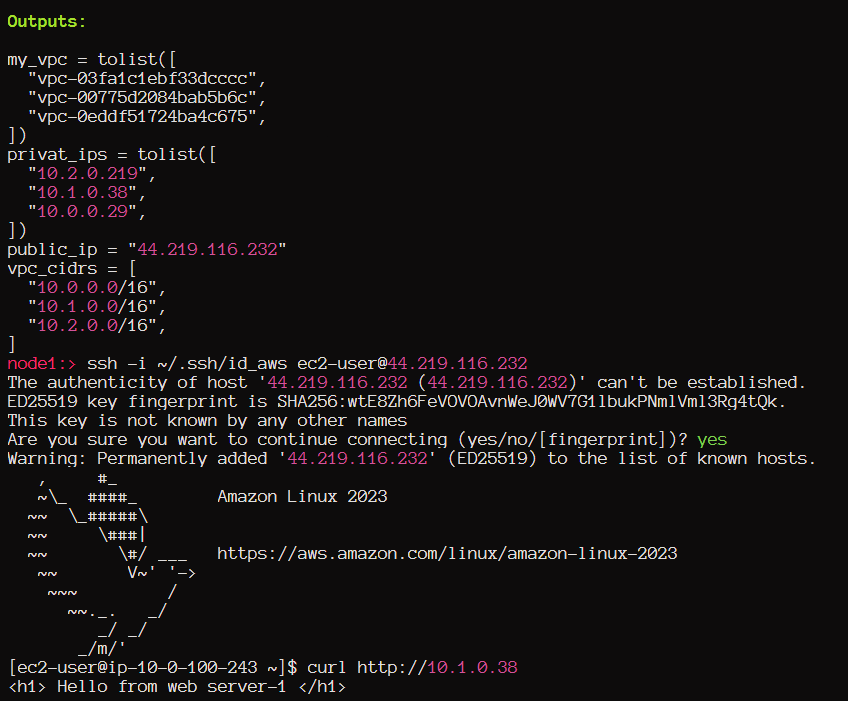 Outputs:
my_vpc = tolist([
  "vpc-03fa1c1ebf33dcccc",
  "vpc-00775d2084bab5b6c",
  "vpc-0eddf51724ba4c675",
])
privat_ips = tolist([
  "10.2.0.219",
  "10.1.0.38",
  "10.0.0.29",
])
public_ip = "44.219.116.232"
vpc_cidrs = [
  "10.0.0.0/16",
  "10.1.0.0/16",
  "10.2.0.0/16",
]
node1:> ssh -i ~/.ssh/id_aws ec2-user@44.219.116.232
The authenticity of host '44.219.116.232 (44.219.116.232)' can't be established.
ED25519 key fingerprint is SHA256:wtE8Zh6FeVOVOAvnWeJ0WV7G1lbukPNmlVml3Rg4tQk.
This key is not known by any other names
Are you sure you want to continue connecting (yes/no/[fingerprint])? yes
Warning: Permanently added '44.219.116.232' (ED25519) to the list of known hosts.
   ,     #_
   ~\_  ####_        Amazon Linux 2023
  ~~  \_#####\
  ~~     \###|
  ~~       \#/ ___   https://aws.amazon.com/linux/amazon-linux-2023
   ~~       V~' '->
    ~~~         /
      ~~._.   _/
         _/ _/
       _/m/'
[ec2-user@ip-10-0-100-243 ~]$ curl http://10.1.0.38
<h1> Hello from web server-1 </h1>